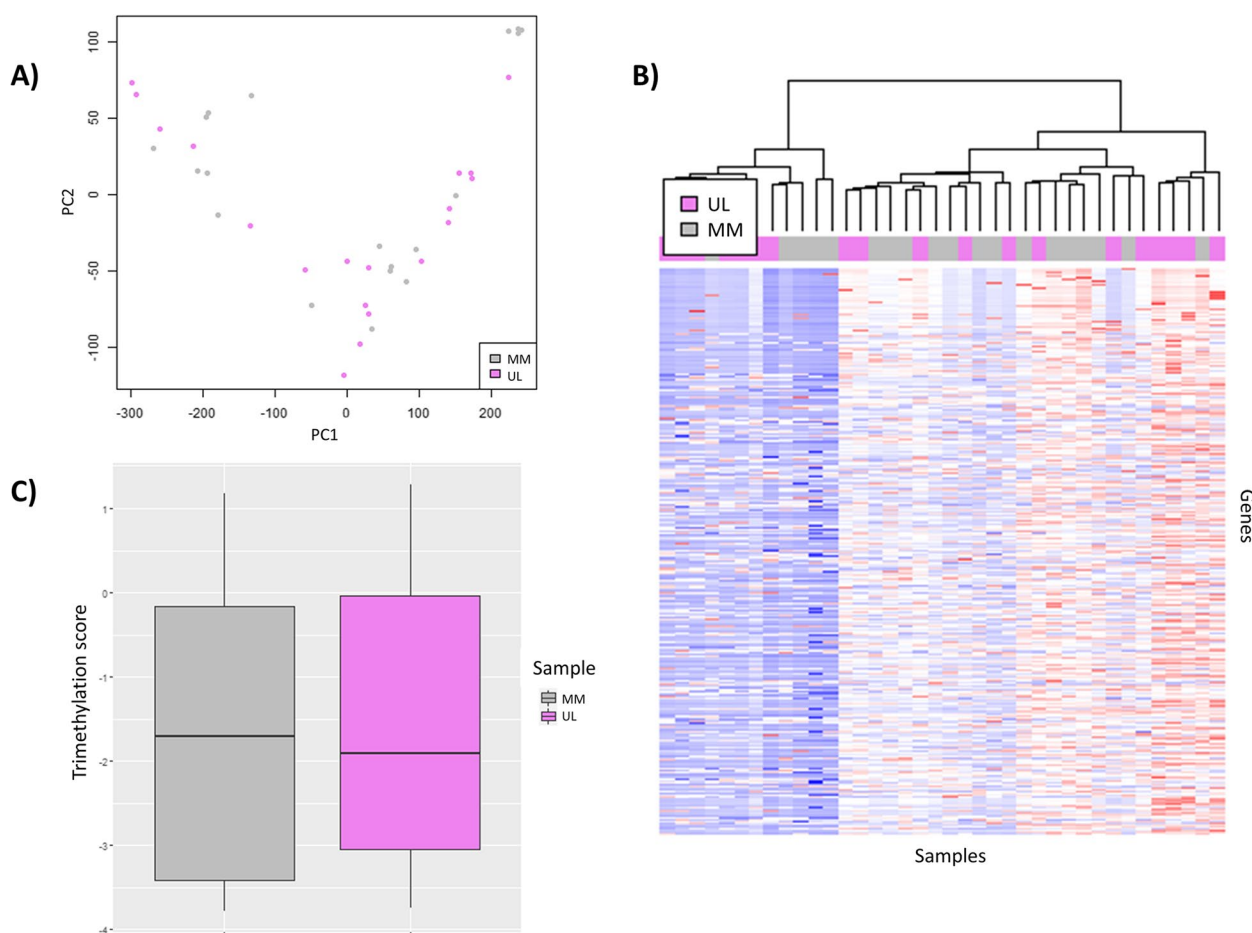 A)
100
50
0
-50
-100
PC2
MM
UL
-300
-200
-100
0
100
200
PC1
B)
UL
MM
Genes
Samples
C)
1
0
-1
-2
-3
-4
Trimethylation score
Sample
MM
UL